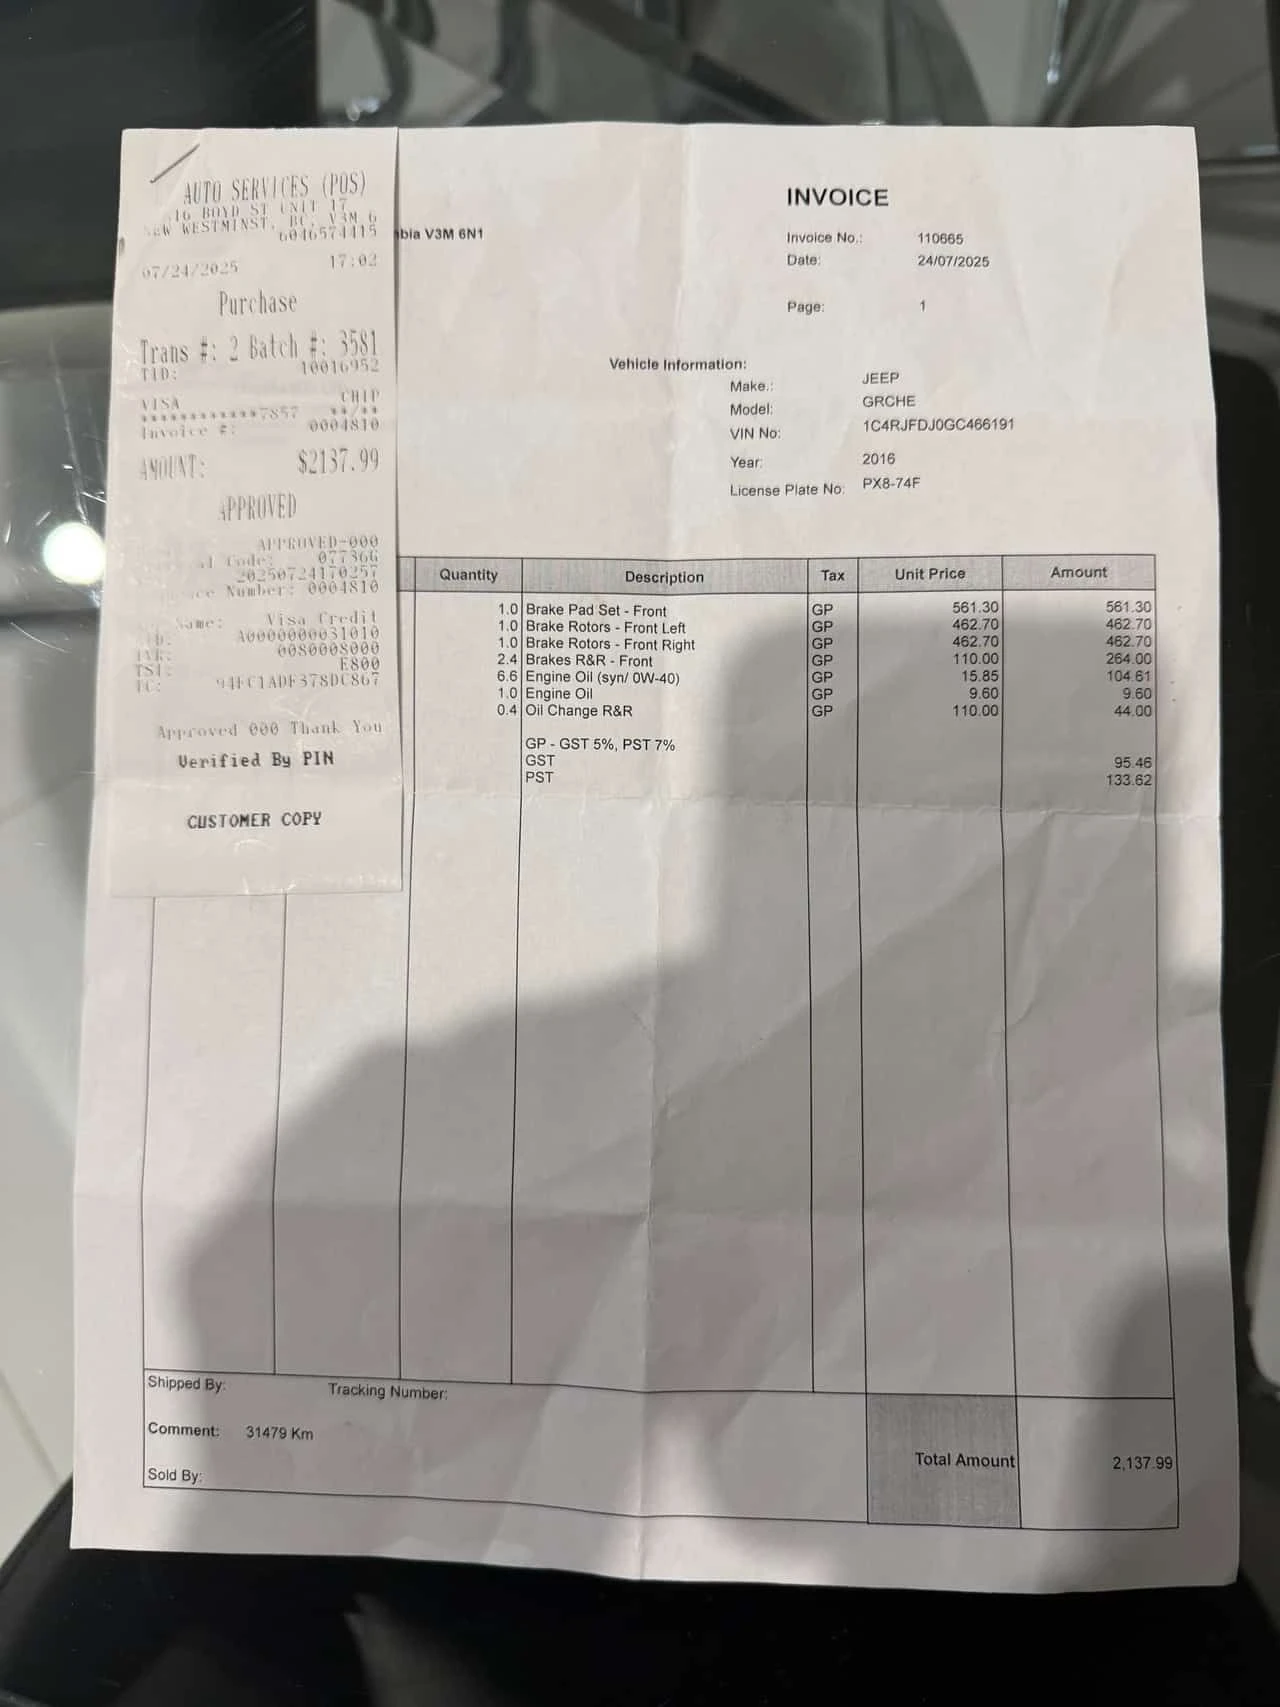 AUTO SERVICES (POS)
16 BOYD ST UNIT 17
NEW WESTMINST, BC, V3M 6
6046574415
07/24/2025 17:02
Purchase
Trans #: 2 Batch #: 3581
TID: 10016952
VISA CHIP
************7857 **/**
Invoice #: 0004810
AMOUNT: $2137.99
APPROVED
APPROVED-000
al Code: 077366
20250724170257
ce Number: 0004810
Name: Visa Credit
A0000000031010
TVR: 0080008000
TSI: E800
TC: 94FC1ADF378DC867
Approved 000 Thank You
Verified By PIN
CUSTOMER COPY
bia V3M 6N1
INVOICE
Invoice No.: 110665
Date: 24/07/2025
Page: 1
Vehicle Information:
Make.: JEEP
Model: GRCHE
VIN No: 1C4RJFDJ0GC466191
Year: 2016
License Plate No: PX8-74F
Quantity Description Tax Unit Price Amount
1.0 Brake Pad Set - Front GP 561.30 561.30
1.0 Brake Rotors - Front Left GP 462.70 462.70
1.0 Brake Rotors - Front Right GP 462.70 462.70
2.4 Brakes R&R - Front GP 110.00 264.00
6.6 Engine Oil (syn/ 0W-40) GP 15.85 104.61
1.0 Engine Oil GP 9.60 9.60
0.4 Oil Change R&R GP 110.00 44.00
GP - GST 5%, PST 7%
GST 95.46
PST 133.62
Shipped By: Tracking Number:
Comment: 31479 Km
Sold By:
Total Amount 2,137.99